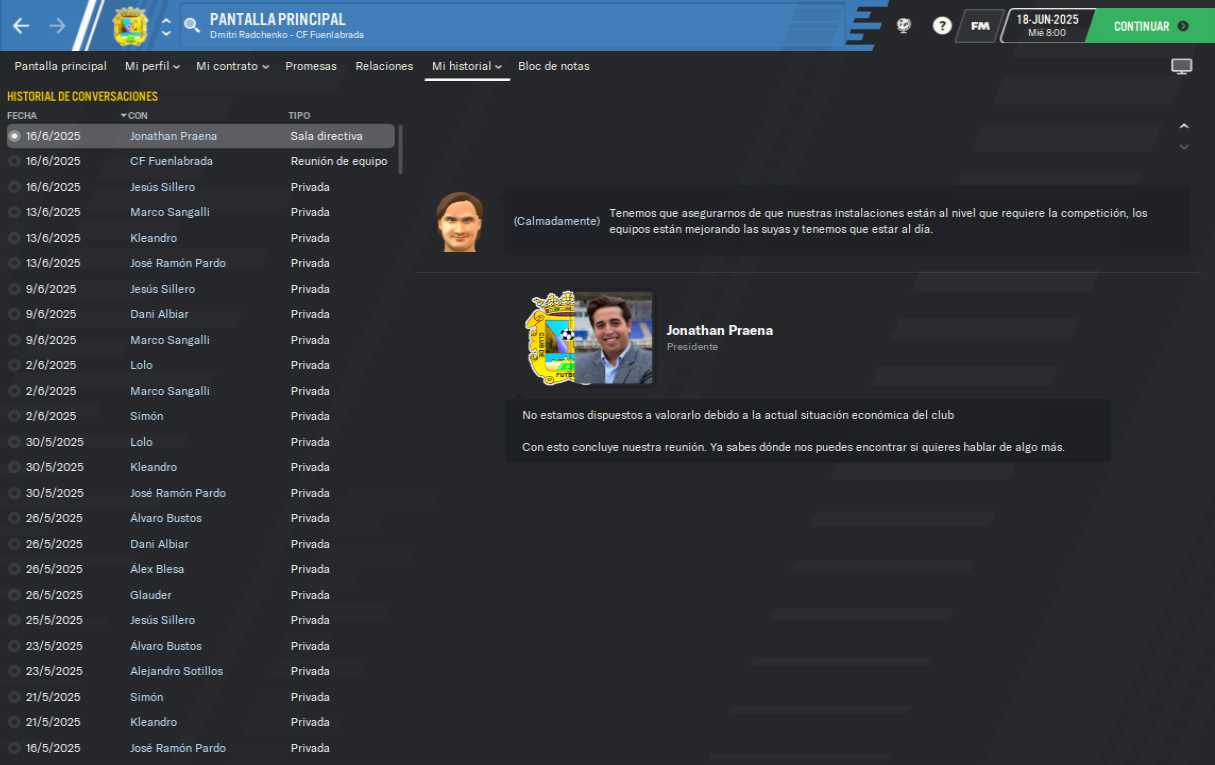 PANTALLA PRINCIPAL
Dmitri Radchenko - CF Fuenlabrada
?
FM
18-JUN-2025
Mié 8:00
CONTINUAR
Pantalla principal Mi perfil Mi contrato Promesas Relaciones Mi historial Bloc de notas
HISTORIAL DE CONVERSACIONES
FECHA CON TIPO
16/6/2025 Jonathan Praena Sala directiva
16/6/2025 CF Fuenlabrada Reunión de equipo
16/6/2025 Jesús Sillero Privada
13/6/2025 Marco Sangalli Privada
13/6/2025 Kleandro Privada
13/6/2025 José Ramón Pardo Privada
9/6/2025 Jesús Sillero Privada
9/6/2025 Dani Albiar Privada
9/6/2025 Marco Sangalli Privada
2/6/2025 Lolo Privada
2/6/2025 Marco Sangalli Privada
2/6/2025 Simón Privada
30/5/2025 Lolo Privada
30/5/2025 Kleandro Privada
30/5/2025 José Ramón Pardo Privada
26/5/2025 Álvaro Bustos Privada
26/5/2025 Dani Albiar Privada
26/5/2025 Álex Blesa Privada
26/5/2025 Glauder Privada
25/5/2025 Jesús Sillero Privada
23/5/2025 Álvaro Bustos Privada
23/5/2025 Alejandro Sotillos Privada
21/5/2025 Simón Privada
21/5/2025 Kleandro Privada
16/5/2025 José Ramón Pardo Privada
(Calmadamente) Tenemos que asegurarnos de que nuestras instalaciones están al nivel que requiere la competición, los
equipos están mejorando las suyas y tenemos que estar al día.
CLUB DE
Jonathan Praena
Presidente
No estamos dispuestos a valorarlo debido a la actual situación económica del club
Con esto concluye nuestra reunión. Ya sabes dónde nos puedes encontrar si quieres hablar de algo más.